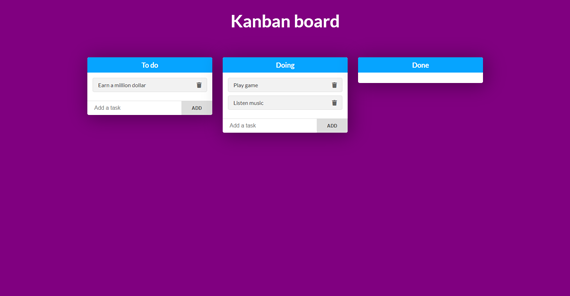 Kanban board
To do
Earn a million dollar
Add a task
ADD
Doing
Play game
Listen music
Add a task
ADD
Done